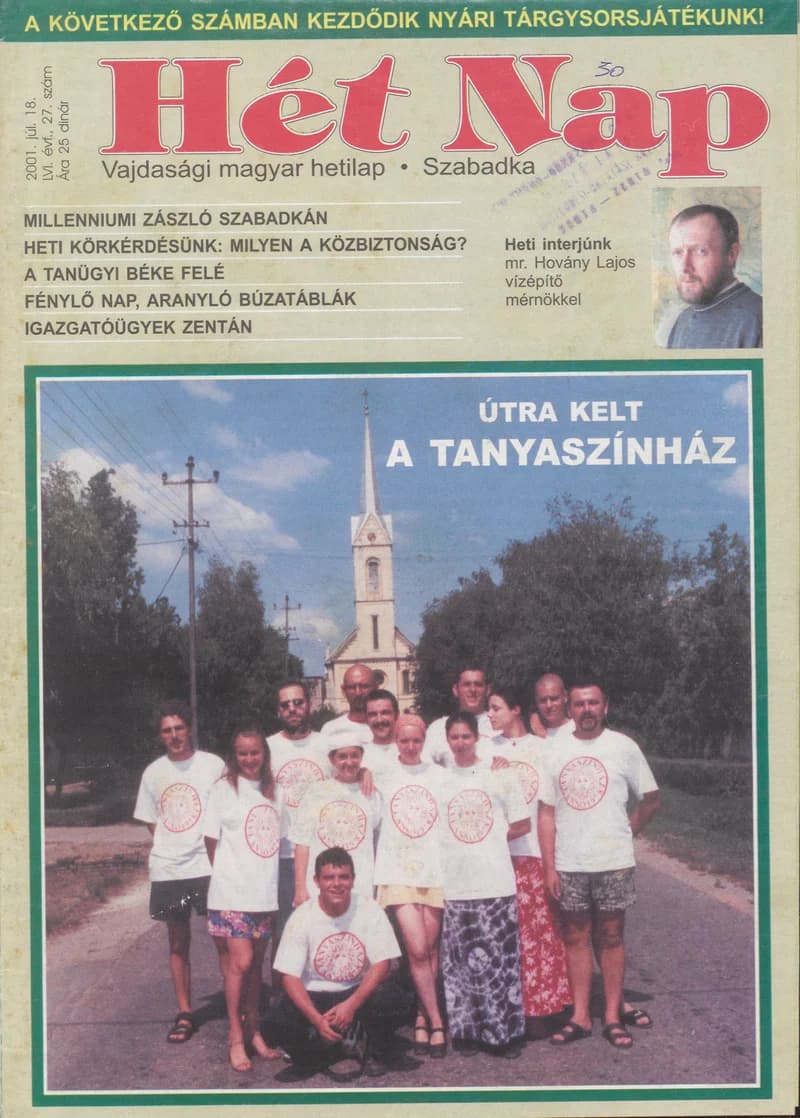 A KÖVETKEZŐ SZÁMBAN KEZDŐDIK NYÁRI TÁRGYSORSJÁTÉKUNK!
2001. júl. 18.
LVI. évf., 27. szám
Ára 25 dinár
Hét Nap
30
Vajdasági magyar hetilap • Szabadka
MILLENNIUMI ZÁSZLÓ SZABADKÁN
HETI KÖRKÉRDÉSÜNK: MILYEN A KÖZBIZTONSÁG?
A TANÜGYI BÉKE FELÉ
FÉNYLŐ NAP, ARANYLÓ BÚZATÁBLÁK
IGAZGATÓÜGYEK ZENTÁN
Heti interjúnk
mr. Hovány Lajos
vízépítő
mérnökkel
ÚTRA KELT
A TANYASZÍNHÁZ